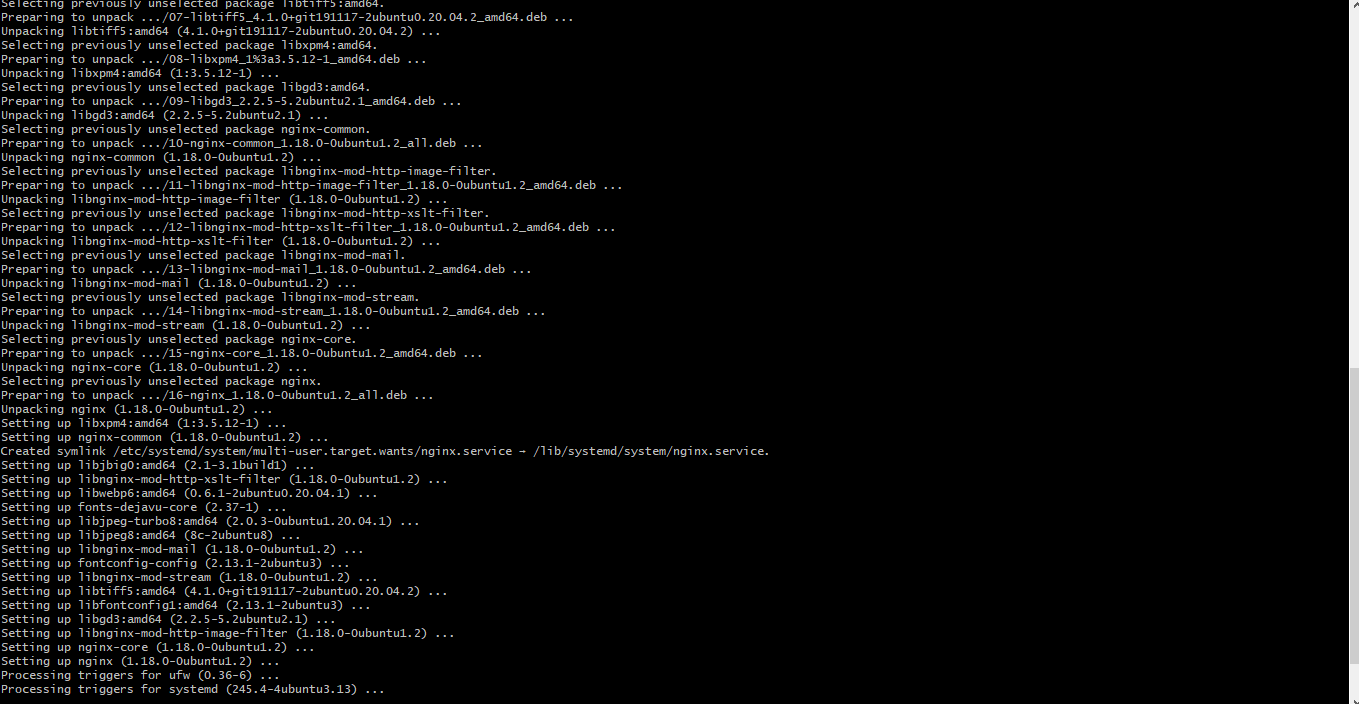 Selecting previously unselected package libtiff5:amd64.
Preparing to unpack .../07-libtiff5_4.1.0+git191117-2ubuntu0.20.04.2_amd64.deb ...
Unpacking libtiff5:amd64 (4.1.0+git191117-2ubuntu0.20.04.2) ...
Selecting previously unselected package libxpm4:amd64.
Preparing to unpack .../08-libxpm4_1%3a3.5.12-1_amd64.deb ...
Unpacking libxpm4:amd64 (1:3.5.12-1) ...
Selecting previously unselected package libgd3:amd64.
Preparing to unpack .../09-libgd3_2.2.5-5.2ubuntu2.1_amd64.deb ...
Unpacking libgd3:amd64 (2.2.5-5.2ubuntu2.1) ...
Selecting previously unselected package nginx-common.
Preparing to unpack .../10-nginx-common_1.18.0-0ubuntu1.2_all.deb ...
Unpacking nginx-common (1.18.0-0ubuntu1.2) ...
Selecting previously unselected package libnginx-mod-http-image-filter.
Preparing to unpack .../11-libnginx-mod-http-image-filter_1.18.0-0ubuntu1.2_amd64.deb ...
Unpacking libnginx-mod-http-image-filter (1.18.0-0ubuntu1.2) ...
Selecting previously unselected package libnginx-mod-http-xslt-filter.
Preparing to unpack .../12-libnginx-mod-http-xslt-filter_1.18.0-0ubuntu1.2_amd64.deb ...
Unpacking libnginx-mod-http-xslt-filter (1.18.0-0ubuntu1.2) ...
Selecting previously unselected package libnginx-mod-mail.
Preparing to unpack .../13-libnginx-mod-mail_1.18.0-0ubuntu1.2_amd64.deb ...
Unpacking libnginx-mod-mail (1.18.0-0ubuntu1.2) ...
Selecting previously unselected package libnginx-mod-stream.
Preparing to unpack .../14-libnginx-mod-stream_1.18.0-0ubuntu1.2_amd64.deb ...
Unpacking libnginx-mod-stream (1.18.0-0ubuntu1.2) ...
Selecting previously unselected package nginx-core.
Preparing to unpack .../15-nginx-core_1.18.0-0ubuntu1.2_amd64.deb ...
Unpacking nginx-core (1.18.0-0ubuntu1.2) ...
Selecting previously unselected package nginx.
Preparing to unpack .../16-nginx_1.18.0-0ubuntu1.2_all.deb ...
Unpacking nginx (1.18.0-0ubuntu1.2) ...
Setting up libxpm4:amd64 (1:3.5.12-1) ...
Setting up nginx-common (1.18.0-0ubuntu1.2) ...
Created symlink /etc/systemd/system/multi-user.target.wants/nginx.service → /lib/systemd/system/nginx.service.
Setting up libjbig0:amd64 (2.1-3.1build1) ...
Setting up libnginx-mod-http-xslt-filter (1.18.0-0ubuntu1.2) ...
Setting up libwebp6:amd64 (0.6.1-2ubuntu0.20.04.1) ...
Setting up fonts-dejavu-core (2.37-1) ...
Setting up libjpeg-turbo8:amd64 (2.0.3-0ubuntu1.20.04.1) ...
Setting up libjpeg8:amd64 (8c-2ubuntu8) ...
Setting up libnginx-mod-mail (1.18.0-0ubuntu1.2) ...
Setting up fontconfig-config (2.13.1-2ubuntu3) ...
Setting up libnginx-mod-stream (1.18.0-0ubuntu1.2) ...
Setting up libtiff5:amd64 (4.1.0+git191117-2ubuntu0.20.04.2) ...
Setting up libfontconfig1:amd64 (2.13.1-2ubuntu3) ...
Setting up libgd3:amd64 (2.2.5-5.2ubuntu2.1) ...
Setting up libnginx-mod-http-image-filter (1.18.0-0ubuntu1.2) ...
Setting up nginx-core (1.18.0-0ubuntu1.2) ...
Setting up nginx (1.18.0-0ubuntu1.2) ...
Processing triggers for ufw (0.36-6) ...
Processing triggers for systemd (245.4-4ubuntu3.13) ...